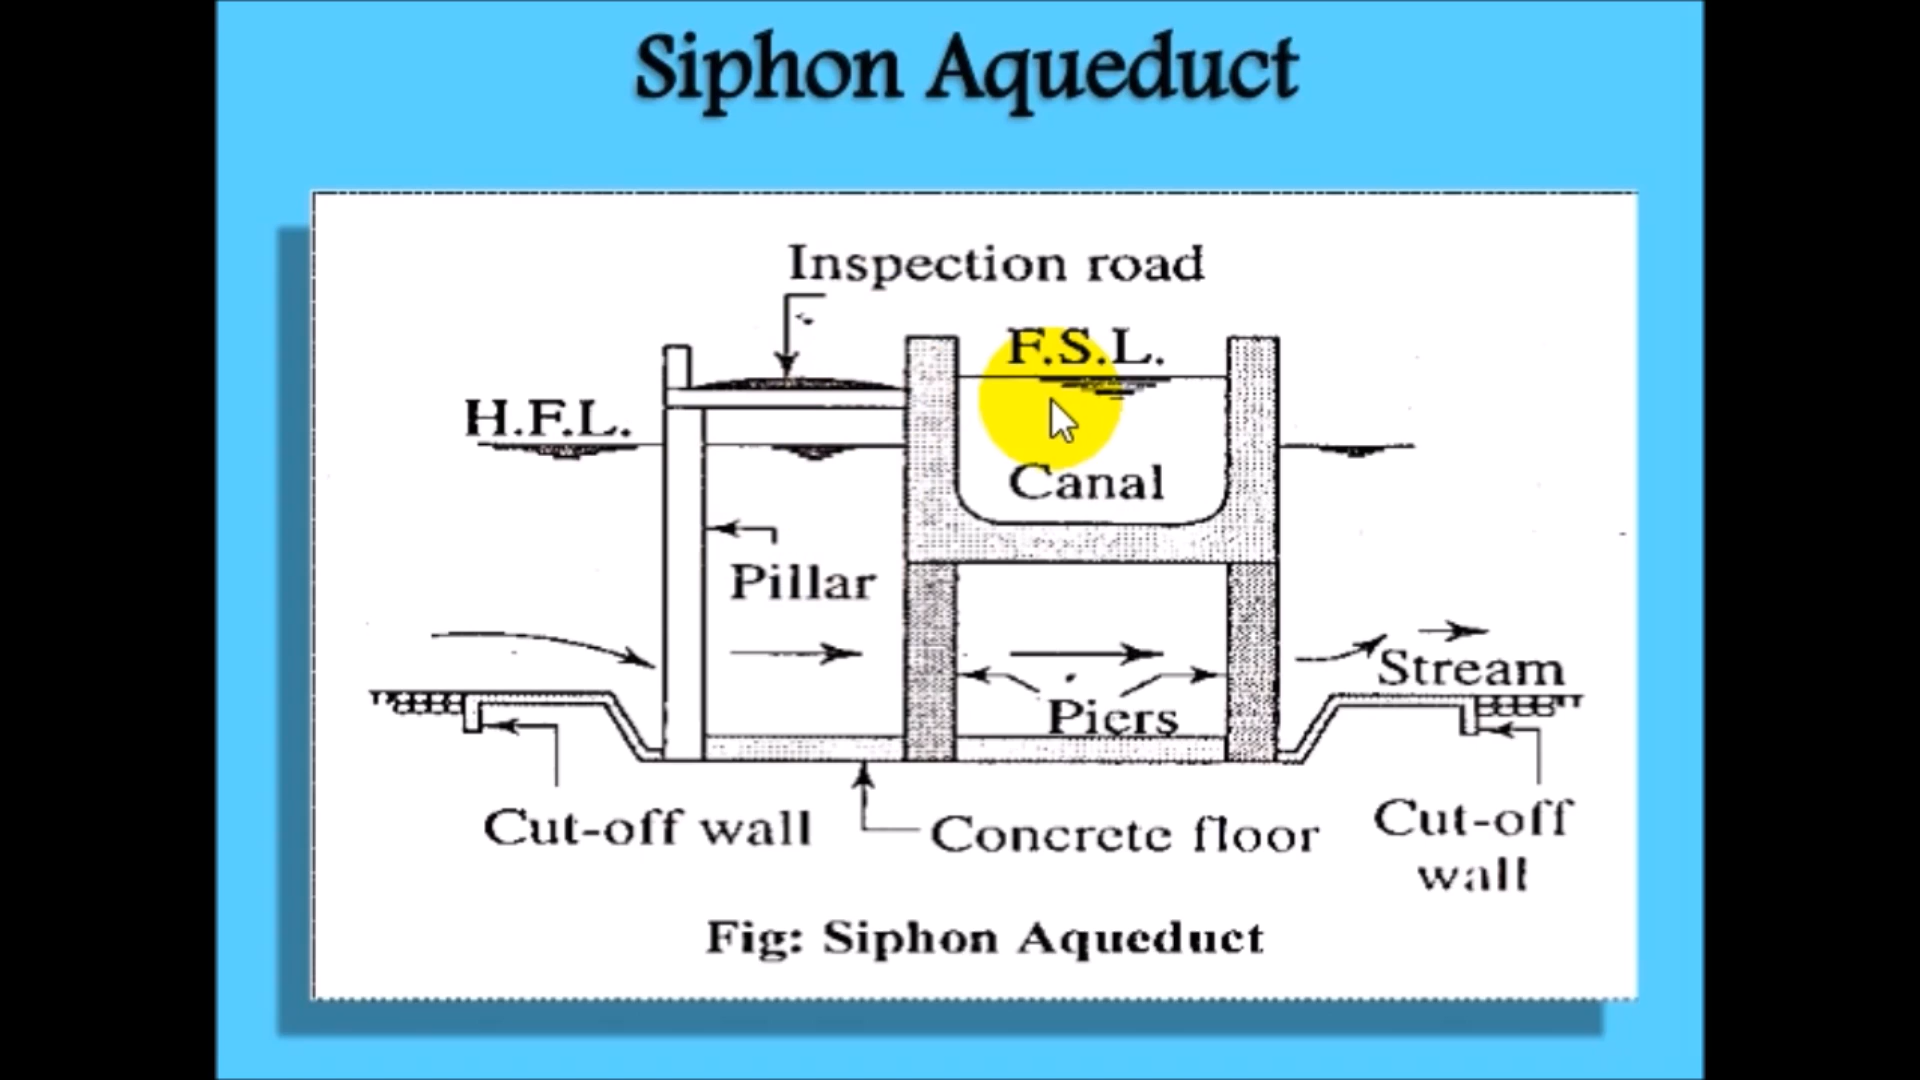 Siphon Aqueduct
Inspection road
F.S.L.
H.F.L.
Canal
Pillar
Stream
Piers
Cut-off wall
Concrete floor
Cut-off
wall
Fig: Siphon Aqueduct